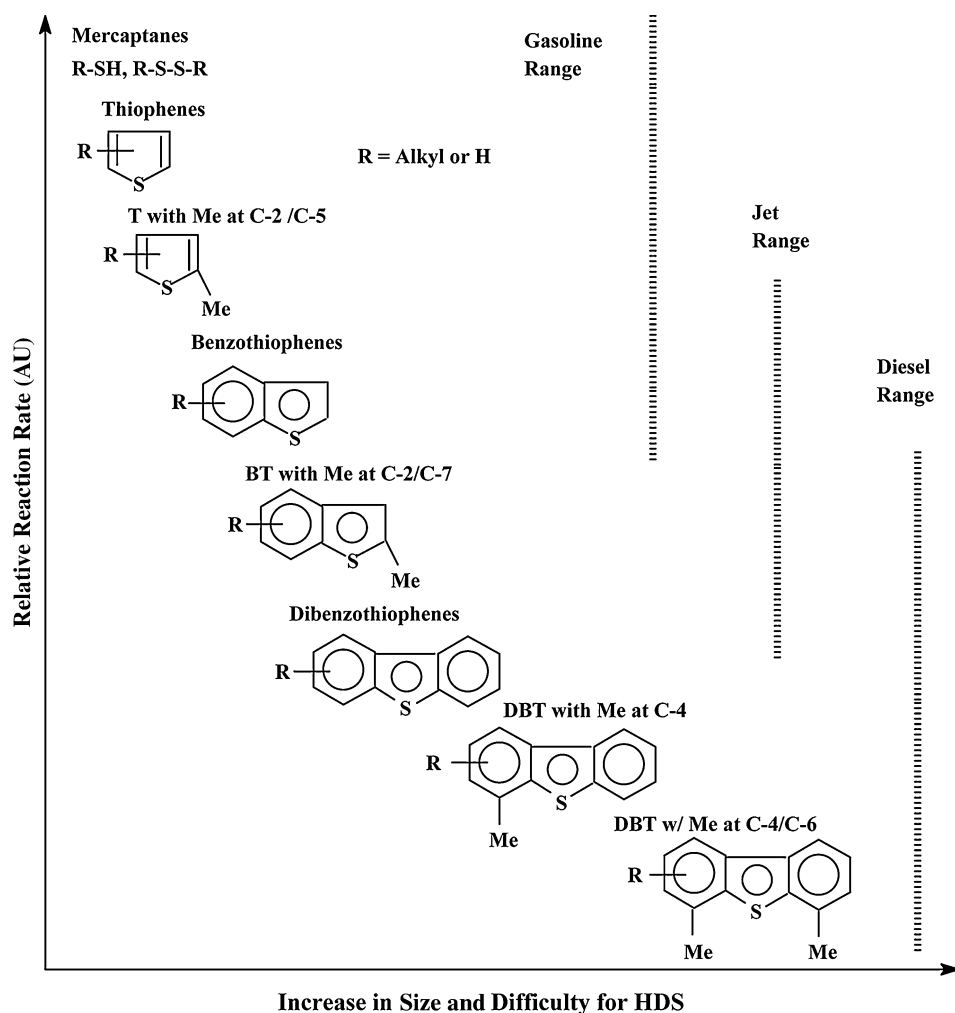 Mercaptanes
R-SH, R-S-S-R
Gasoline
Range
Thiophenes
R
S
R = Alkyl or H
T with Me at C-2 /C-5
R
S
Me
Jet
Range
Benzothiophenes
R
S
Diesel
Range
BT with Me at C-2/C-7
R
S
Me
Dibenzothiophenes
R
S
DBT with Me at C-4
R
S
Me
DBT w/ Me at C-4/C-6
R
S
Me
Me
Relative Reaction Rate (AU)
Increase in Size and Difficulty for HDS